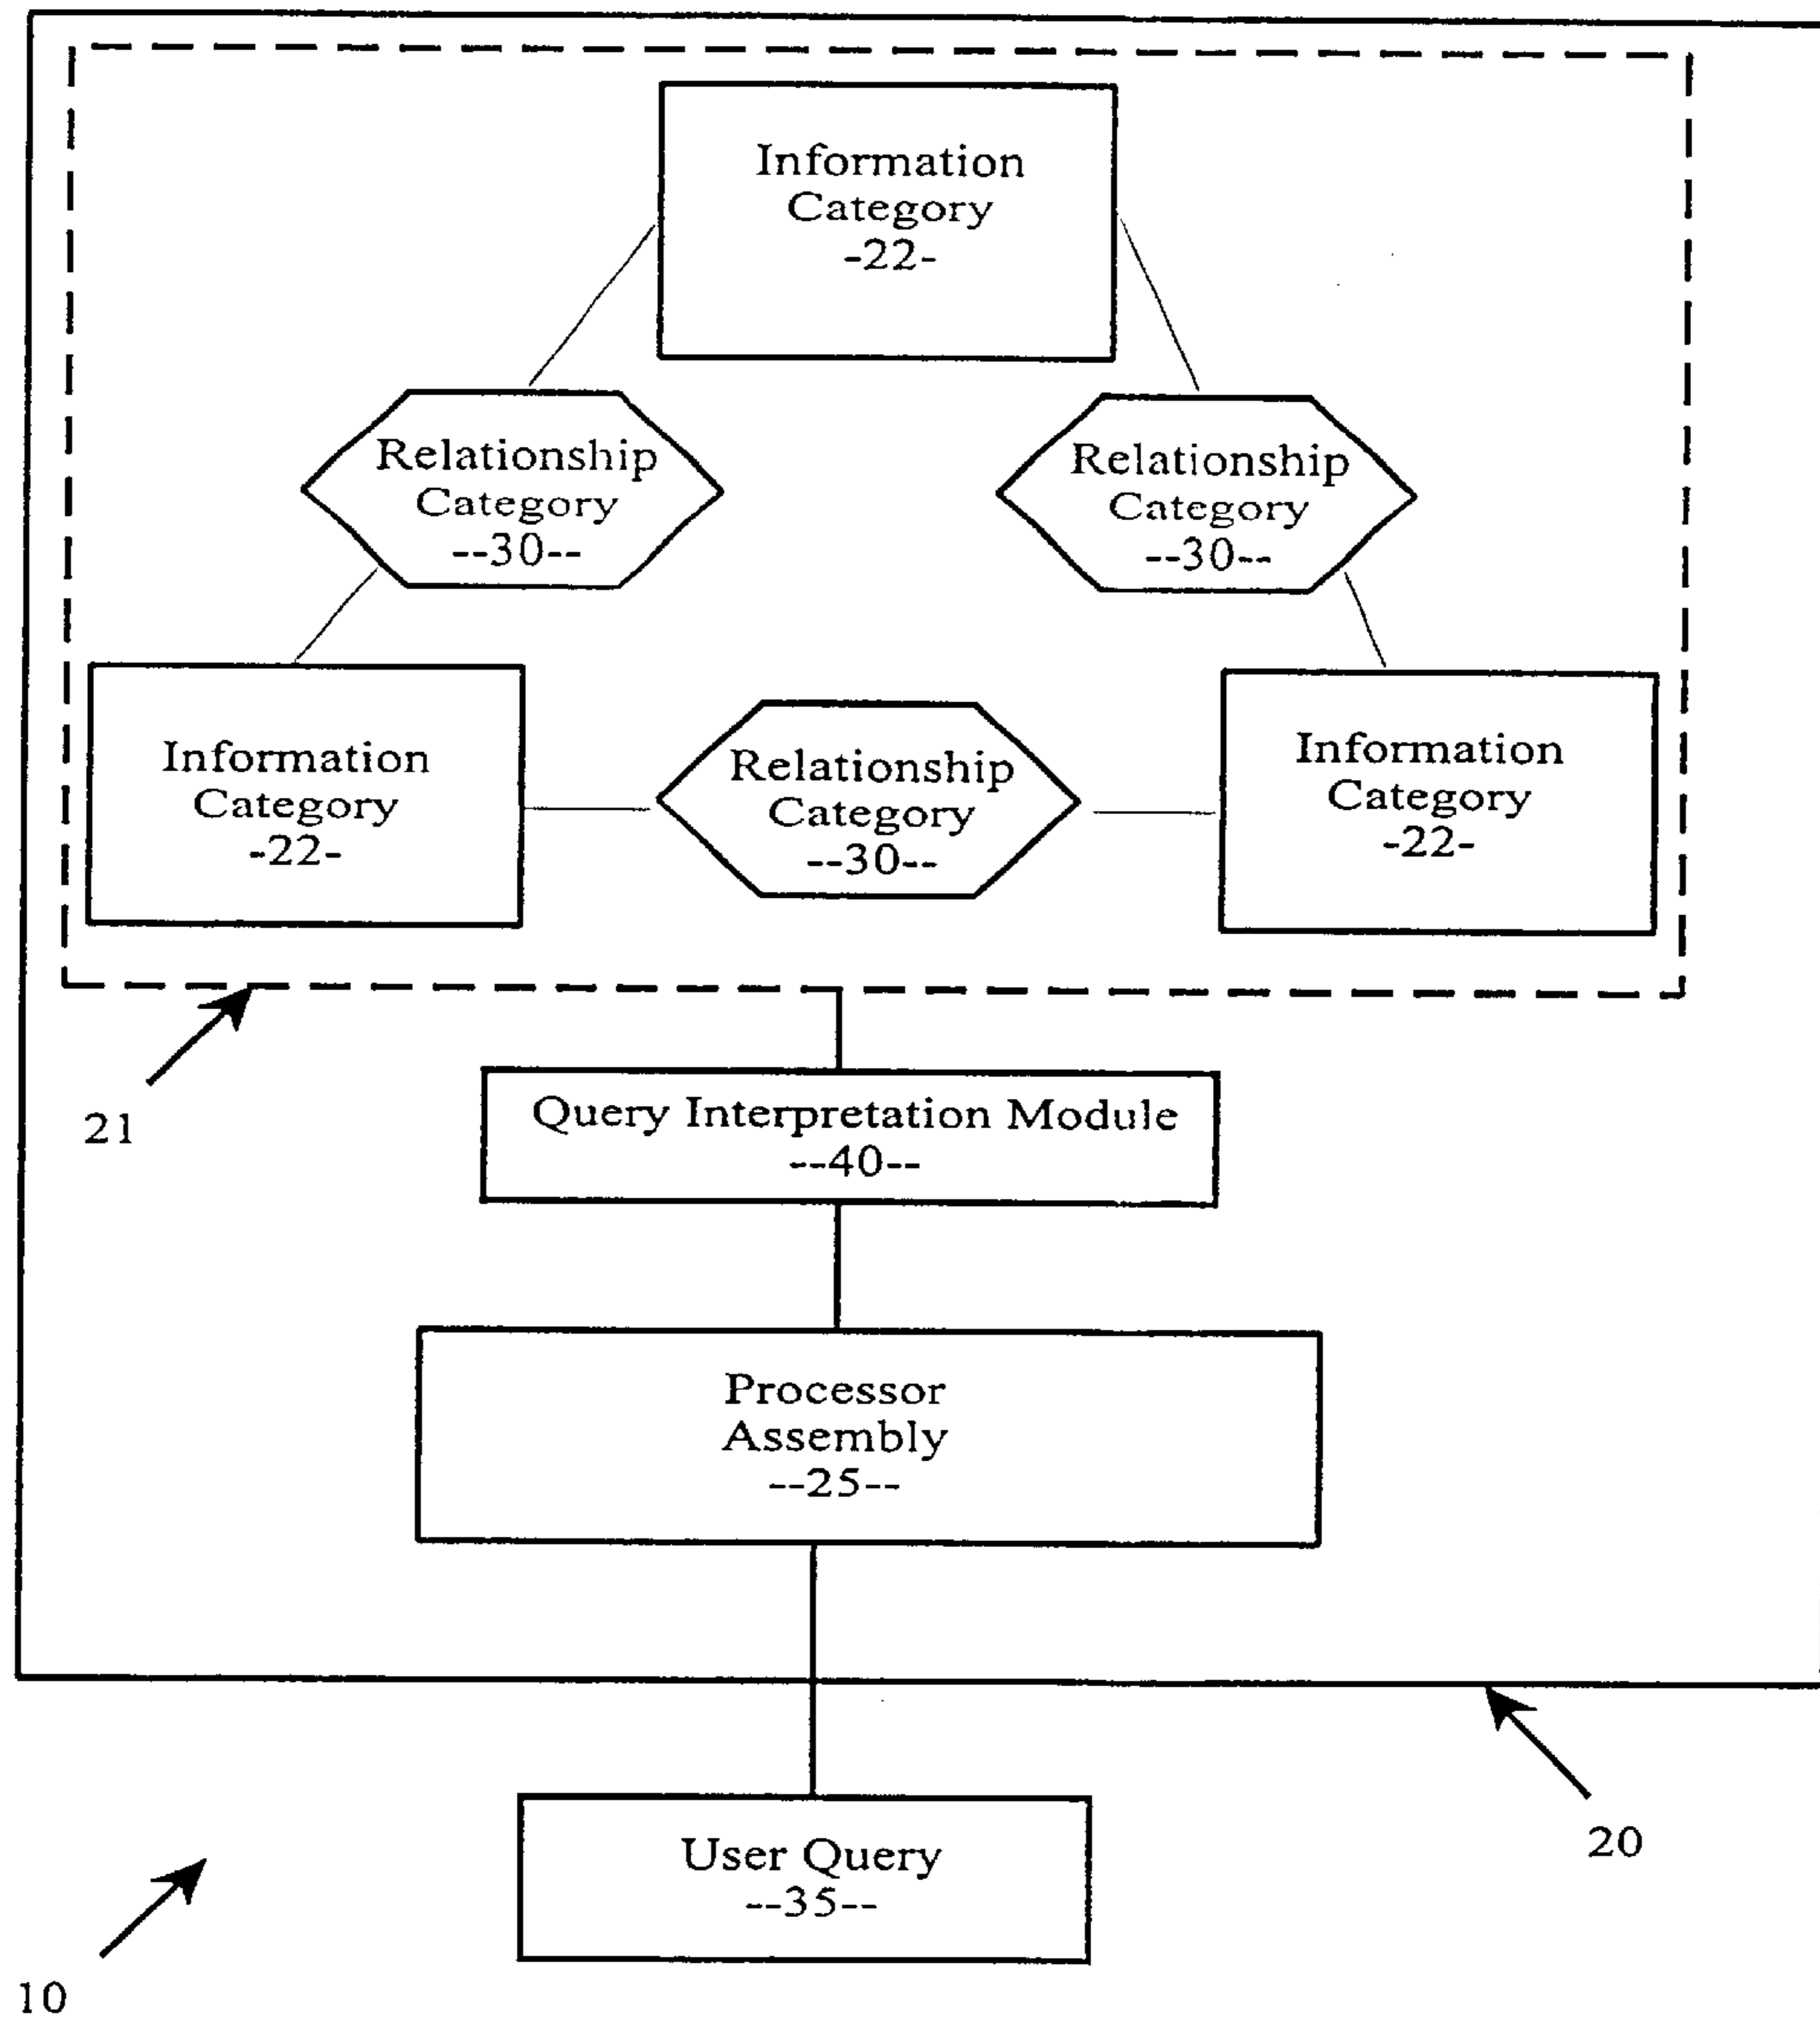 Information
Category
-22-
Relationship
Category
--30--
Relationship
Category
--30--
Information
Category
-22-
Relationship
Category
--30--
Information
Category
-22-
21
Query Interpretation Module
--40--
Processor
Assembly
--25--
20
User Query
--35--
10